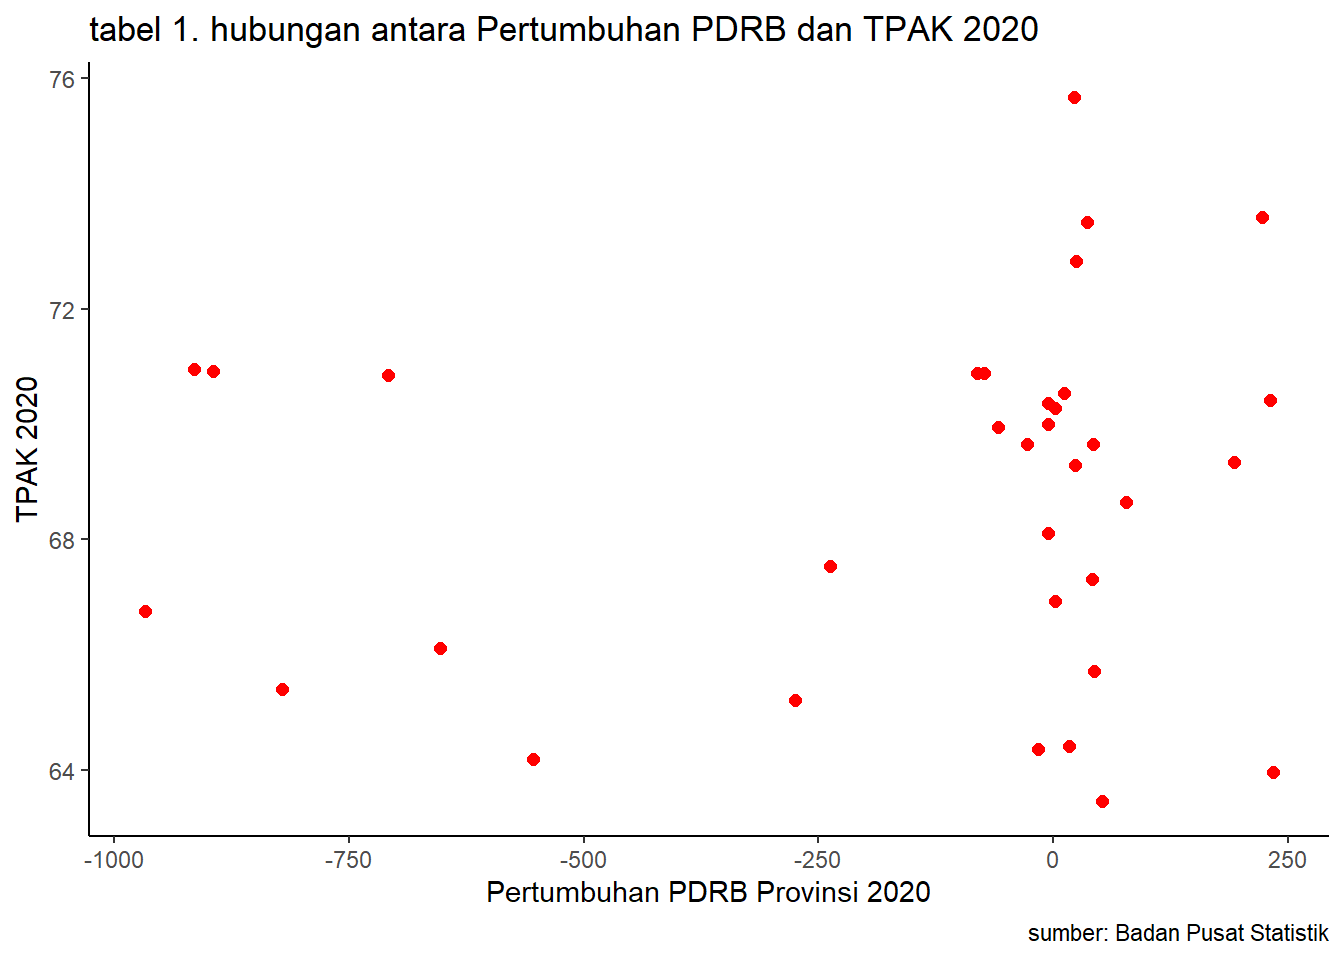 tabel 1. hubungan antara Pertumbuhan PDRB dan TPAK 2020
76
72
68
64
TPAK 2020
-1000 -750 -500 -250 0 250
Pertumbuhan PDRB Provinsi 2020
sumber: Badan Pusat Statistik